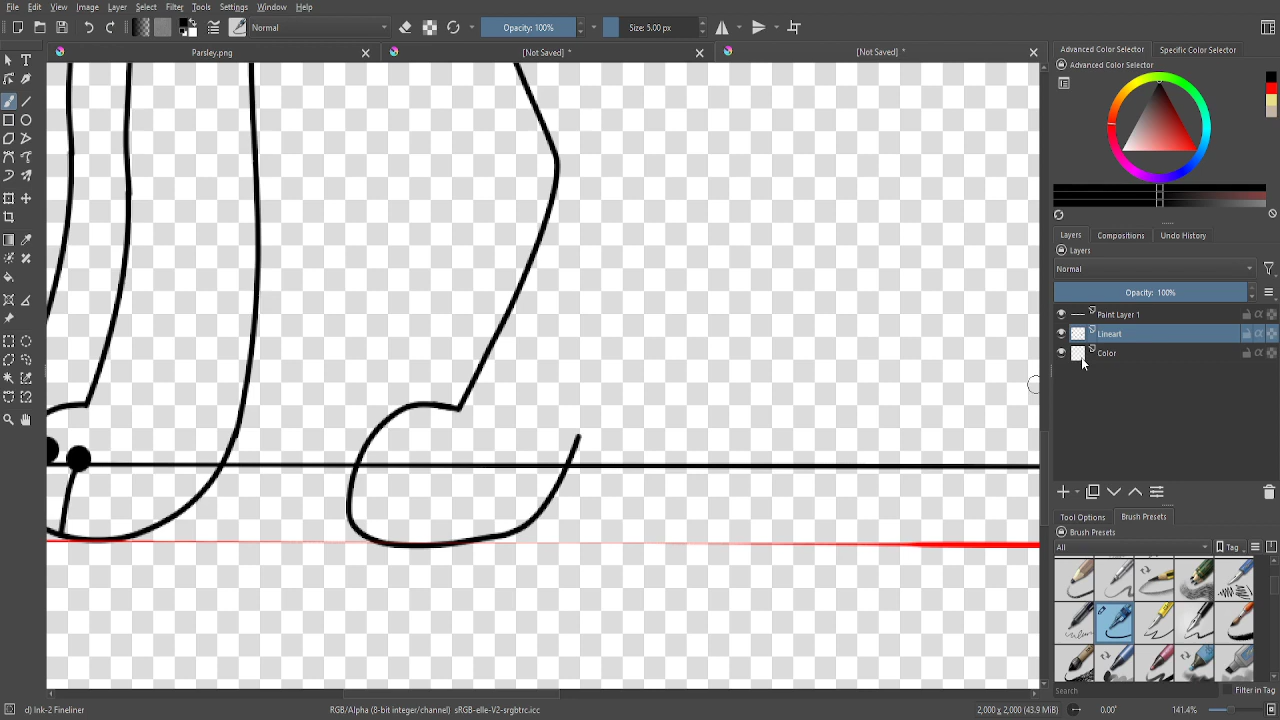 File Edit View Image Layer Select Filter Tools Settings Window Help
Normal Opacity: 100% Size: 5.00 px
Parsley.png [Not Saved] * [Not Saved] *
Advanced Color Selector Specific Color Selector
Advanced Color Selector
Layers Compositions Undo History
Layers
Normal
Opacity: 100%
Paint Layer 1
Lineart
Color
Tool Options Brush Presets
Brush Presets
All Tag
Search Filter in Tag
d) Ink-2 Fineliner RGB/Alpha (8-bit integer/channel) sRGB-elle-V2-srgbtrc.icc 2,000 x 2,000 (43.9 MiB) 0.00° 141.4%